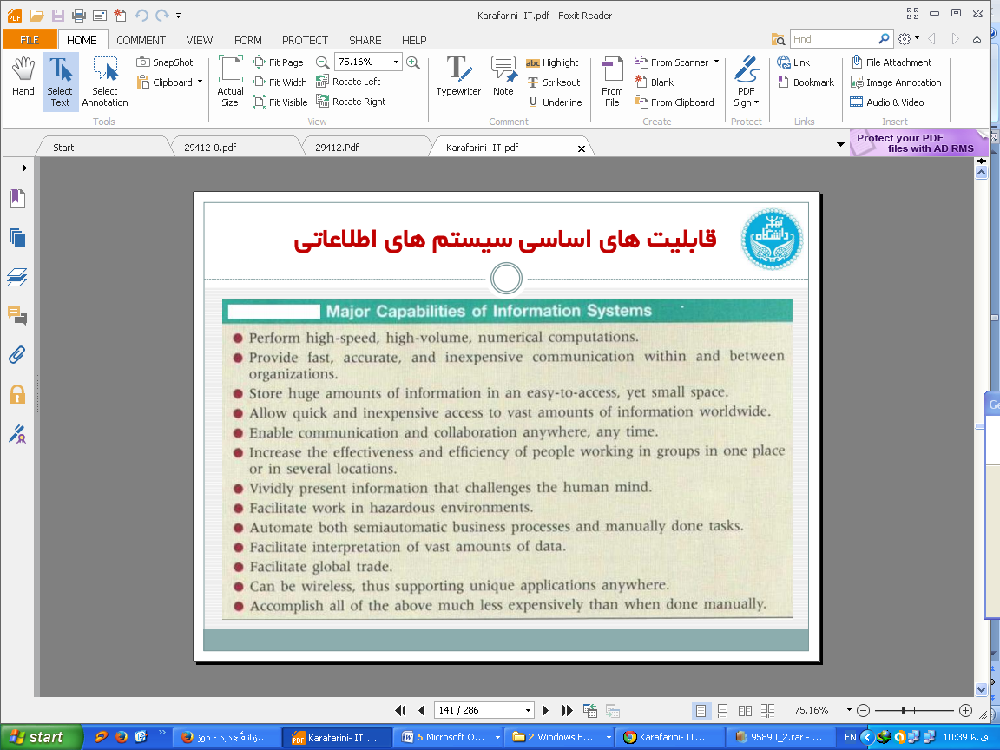 Karafarini- IT.pdf - Foxit Reader
FILE HOME COMMENT VIEW FORM PROTECT SHARE HELP
Find
Hand
Select Text
Select Annotation
SnapShot
Clipboard
Tools
Actual Size
Fit Page
Fit Width
Fit Visible
75.16%
Rotate Left
Rotate Right
View
Typewriter
Note
abc Highlight
Strikeout
Underline
Comment
From File
From Scanner
Blank
From Clipboard
Create
PDF Sign
Protect
Link
Bookmark
Links
File Attachment
Image Annotation
Audio & Video
Insert
Start
29412-0.pdf
29412.Pdf
Karafarini- IT.pdf
Protect your PDF
files with AD RMS
قابلیت های اساسی سیستم های اطلاعاتی
Major Capabilities of Information Systems
Perform high-speed, high-volume, numerical computations.
Provide fast, accurate, and inexpensive communication within and between
organizations.
Store huge amounts of information in an easy-to-access, yet small space.
Allow quick and inexpensive access to vast amounts of information worldwide.
Enable communication and collaboration anywhere, any time.
Increase the effectiveness and efficiency of people working in groups in one place
or in several locations.
Vividly present information that challenges the human mind.
Facilitate work in hazardous environments.
Automate both semiautomatic business processes and manually done tasks.
Facilitate interpretation of vast amounts of data.
Facilitate global trade.
Can be wireless, thus supporting unique applications anywhere.
Accomplish all of the above much less expensively than when done manually.
141 / 286
75.16%
start
زبانهٔ جدید - موز...
Karafarini- IT....
5 Microsoft O...
2 Windows E...
Karafarini- IT....
95890_2.rar - ...
EN
10:39 ق.ظ